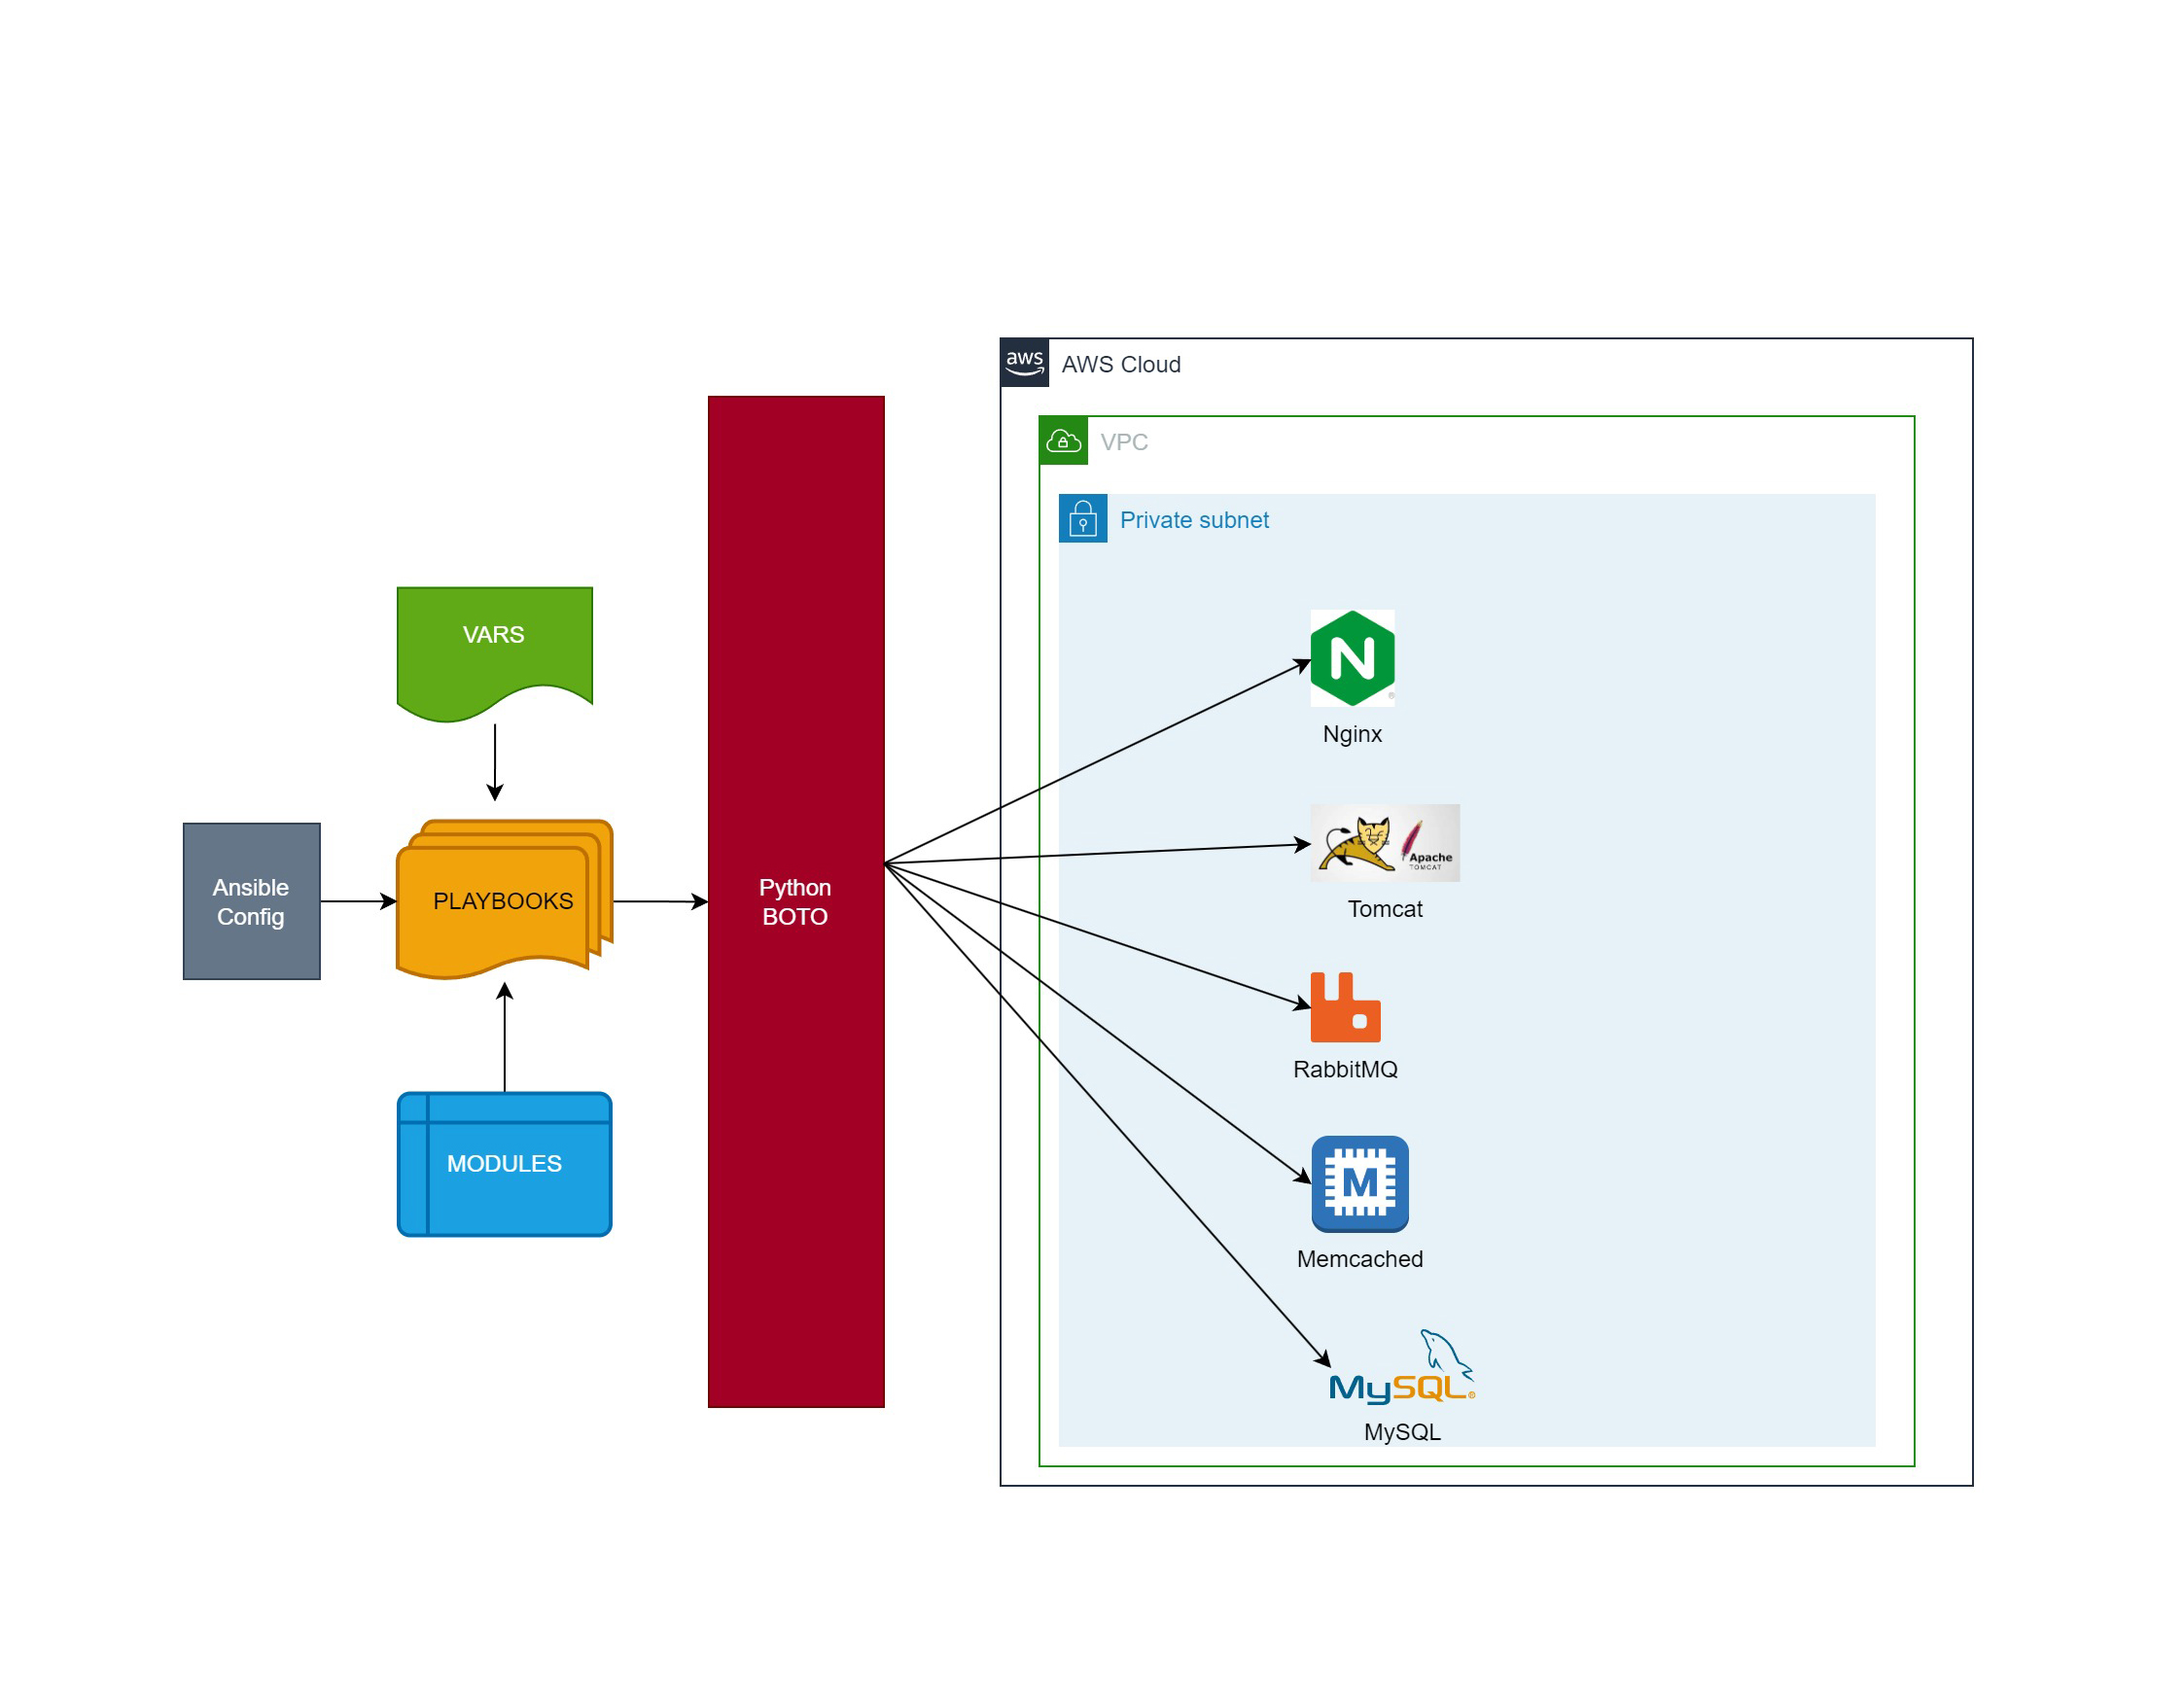 aws
AWS Cloud
VPC
Private subnet
VARS
N
®
Nginx
Apache
TOMCAT
Tomcat
Ansible
Config
PLAYBOOKS
Python
BOTO
RabbitMQ
MODULES
M
Memcached
MySQL®
MySQL